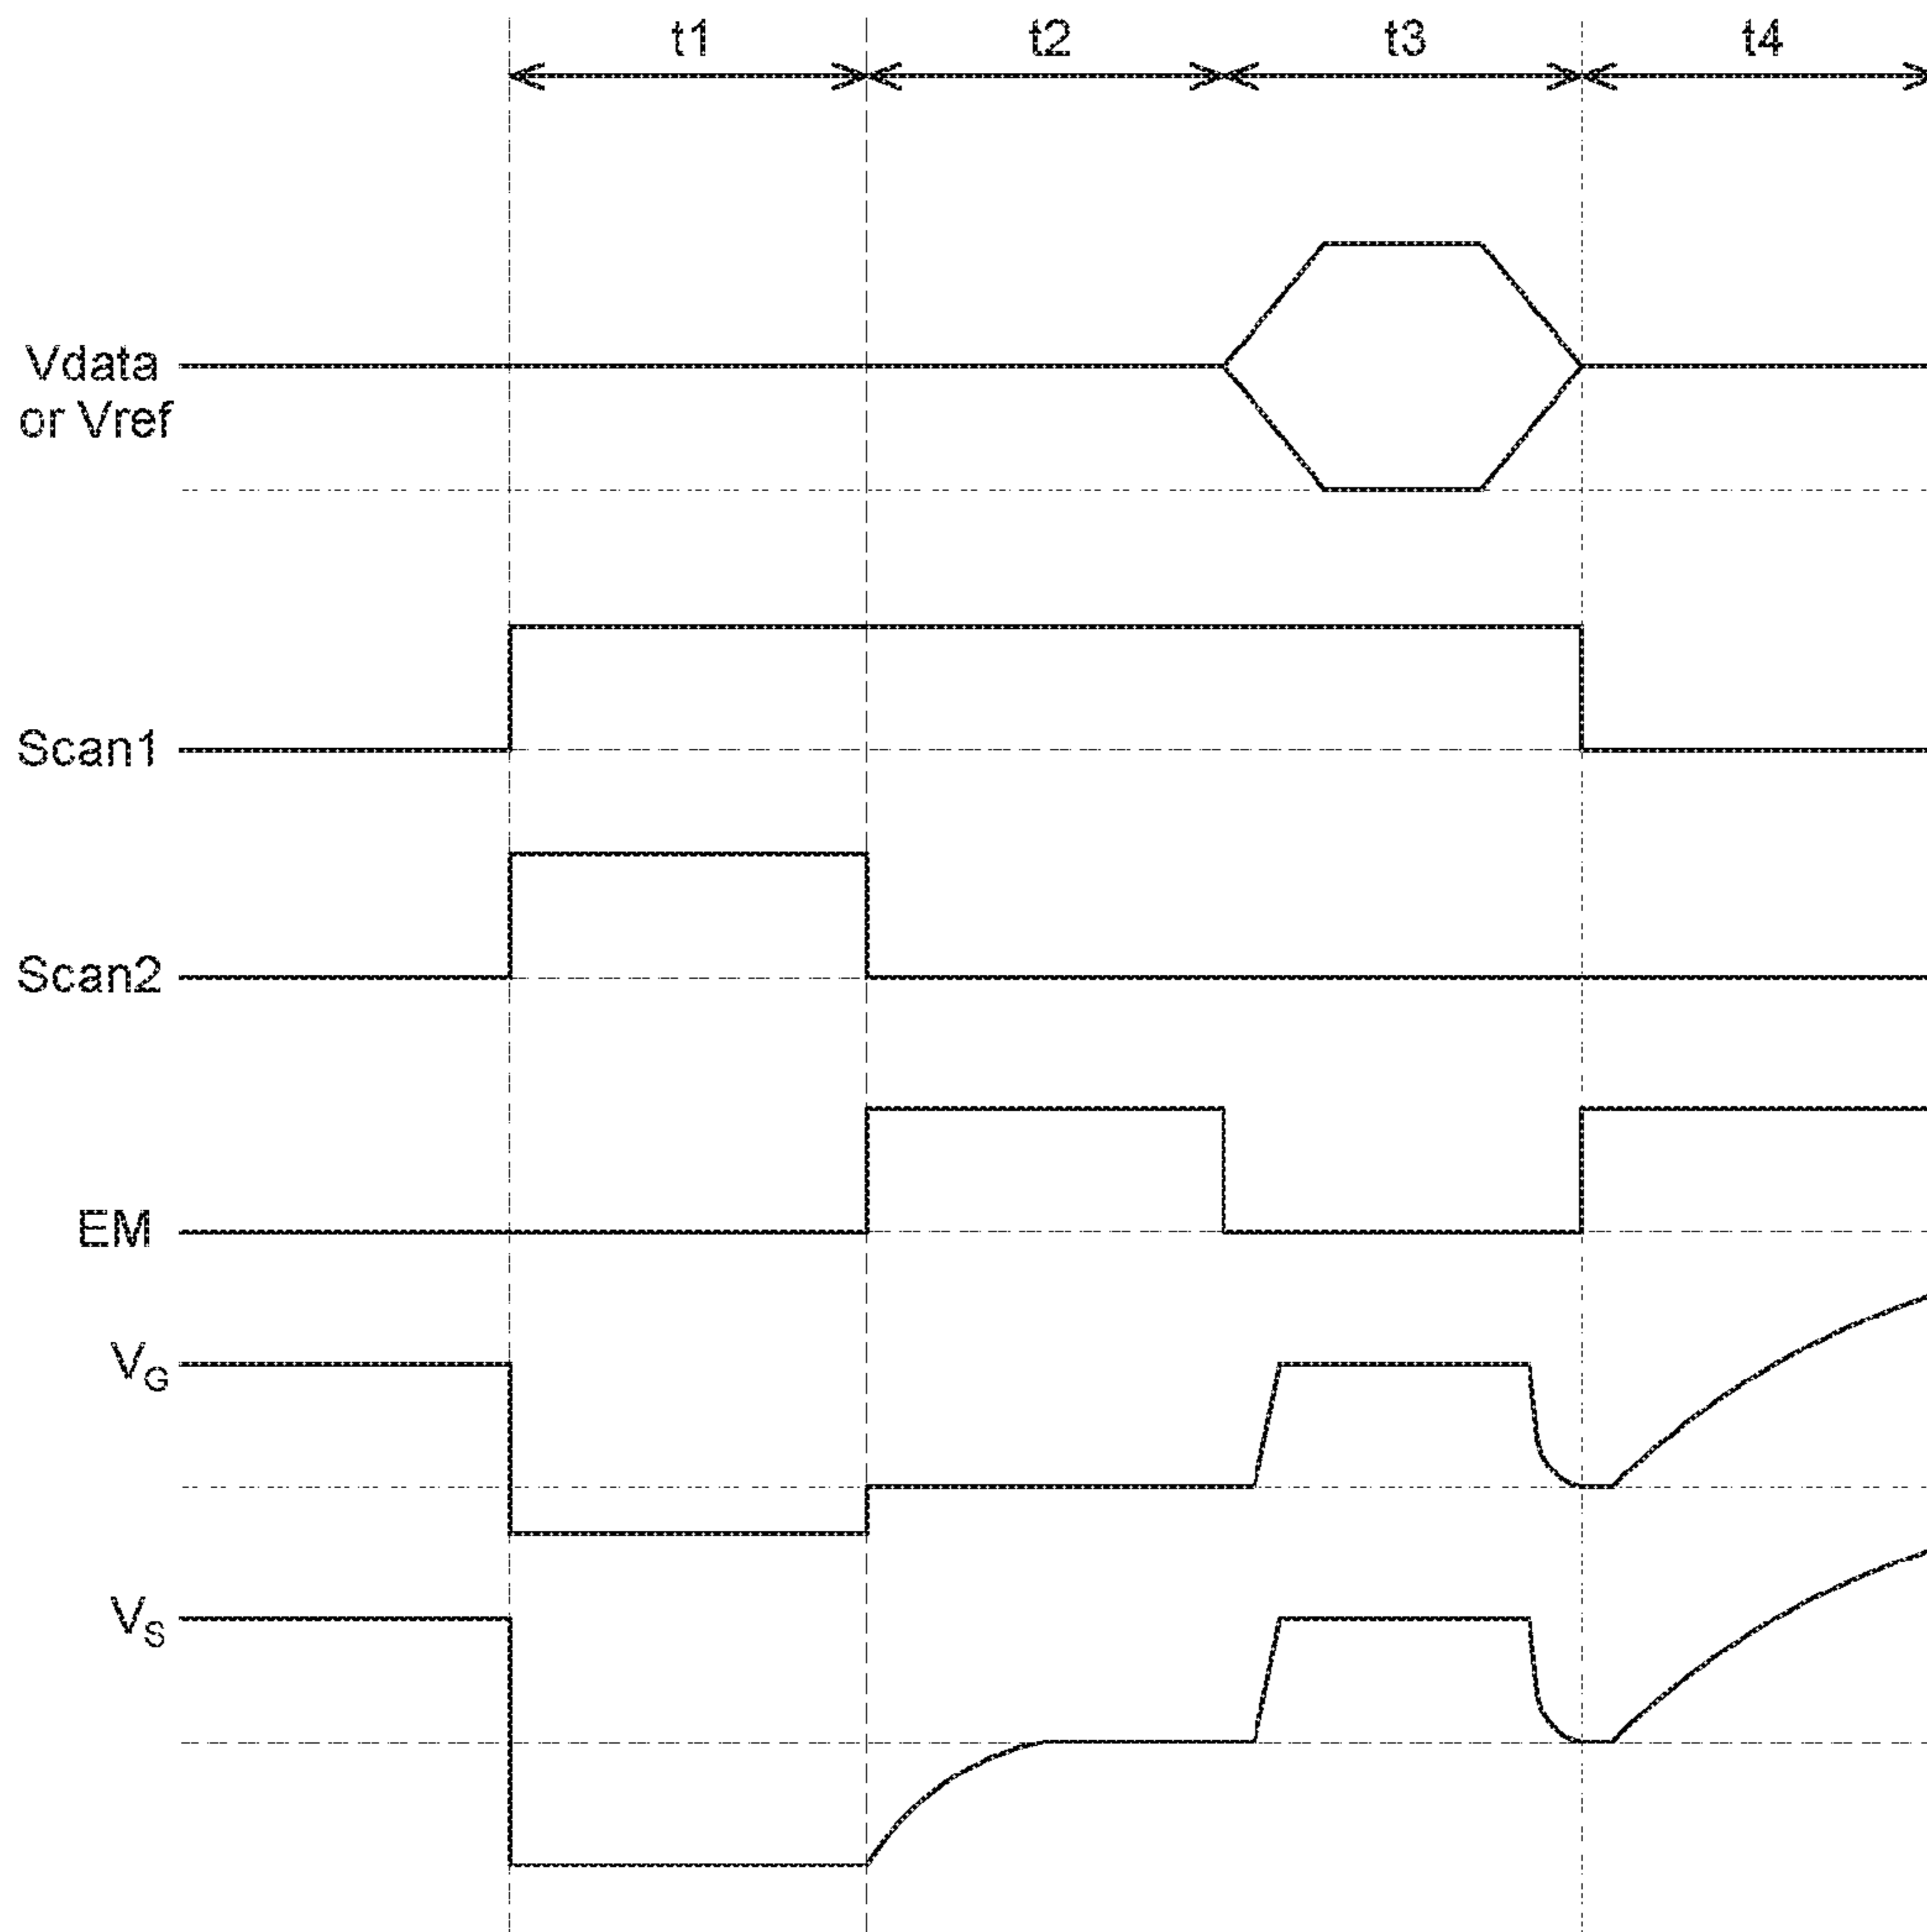 t1 t2 t3 t4
Vdata
or Vref
Scan1
Scan2
EM
VG
VS